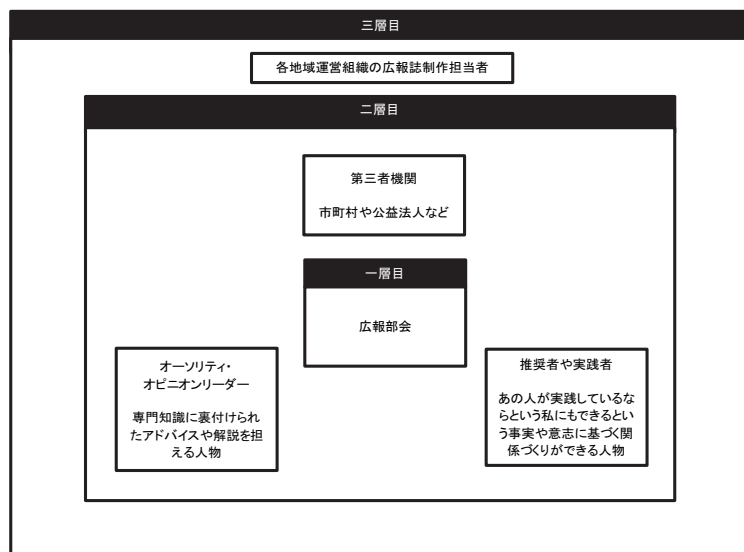 三層目
各地域運営組織の広報誌制作担当者
二層目
第三者機関
市町村や公益法人など
一層目
広報部会
オーソリティ・
オピニオンリーダー
専門知識に裏付けられ
たアドバイスや解説を担
える人物
推奨者や実践者
あの人が実践しているな
らという私にもできるとい
う事実や意志に基づく関
係づくりができる人物